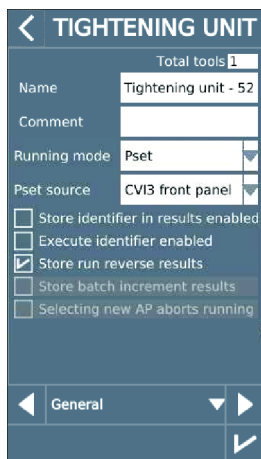 TIGHTENING UNIT
Total tools 1
Name Tightening unit - 52
Comment
Running mode Pset
Pset source CVI3 front panel
Store identifier in results enabled
Execute identifier enabled
Store run reverse results
Store batch increment results
Selecting new AP aborts running
General